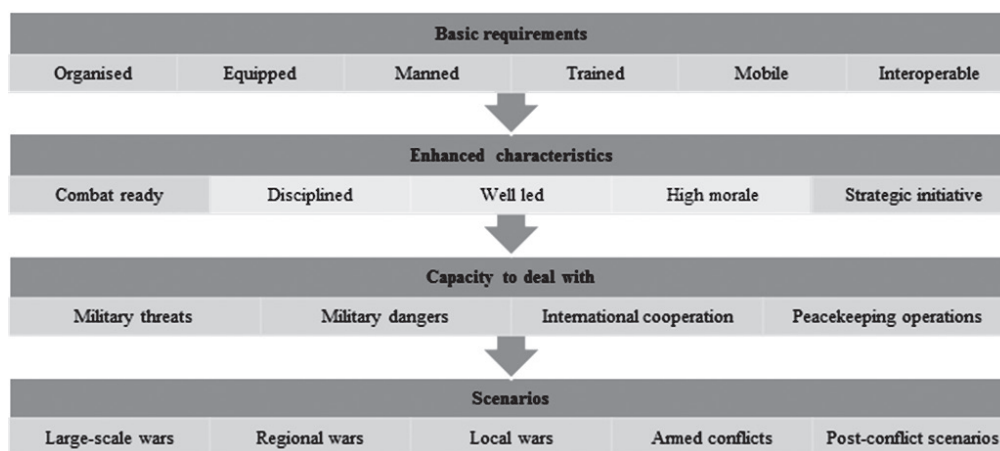 Basic requirements
Organised Equipped Manned Trained Mobile Interoperable
Enhanced characteristics
Combat ready Disciplined Well led High morale Strategic initiative
Capacity to deal with
Military threats Military dangers International cooperation Peacekeeping operations
Scenarios
Large-scale wars Regional wars Local wars Armed conflicts Post-conflict scenarios